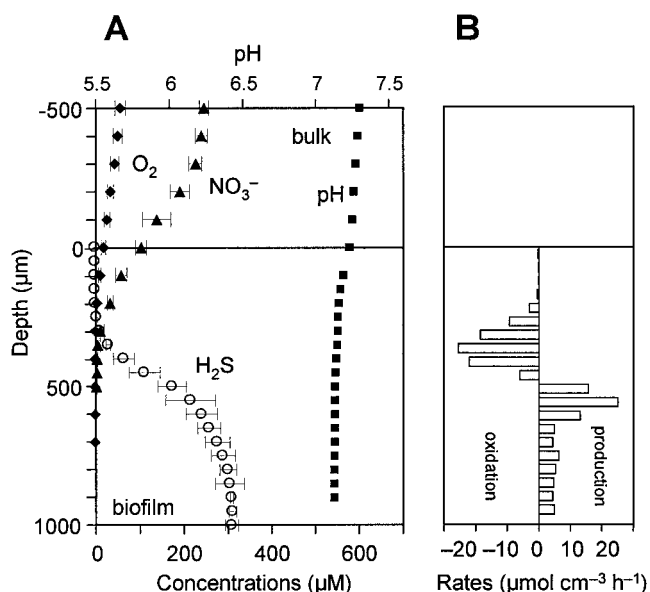 A
B
pH
5.5 6 6.5 7 7.5
-500
0
500
1000
Depth (µm)
bulk
O₂
NO₃⁻
pH
H₂S
biofilm
0 200 400 600
Concentrations (µM)
oxidation
production
−30 −20 −10 0 10 20
Rates (µmol cm⁻³ h⁻¹)